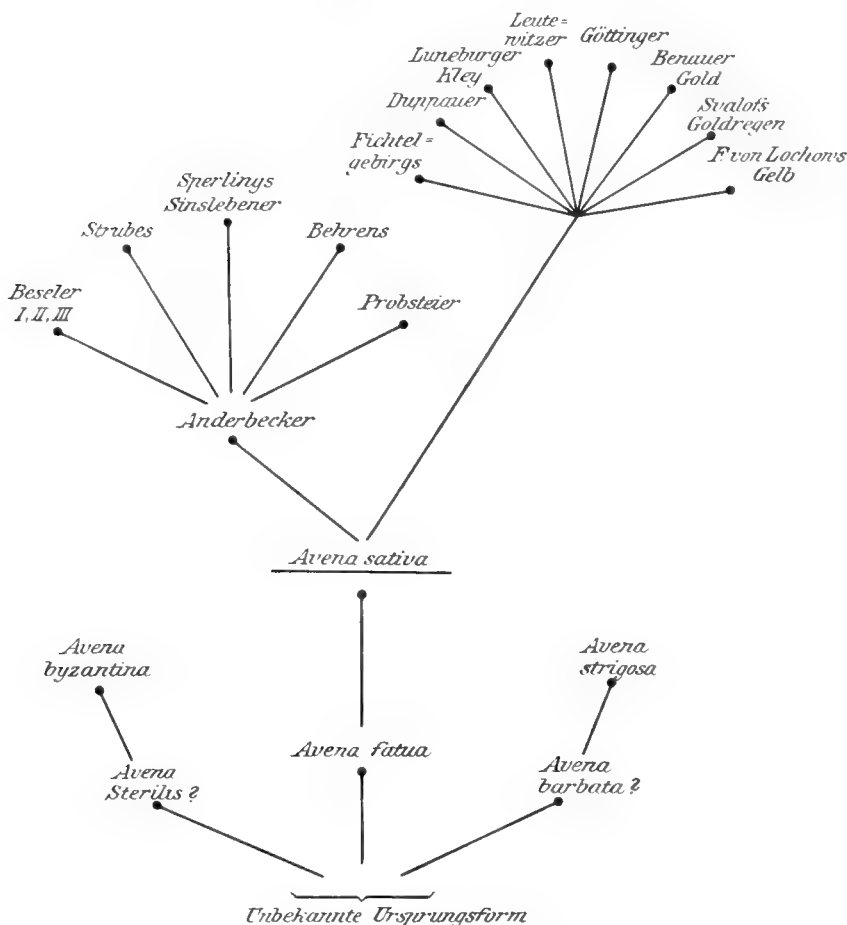 Leute=
witzer
Göttinger
Luneburger
Kley
Benauer
Gold
Duppauer
Svalofs
Goldregen
Fichtel=
gebirgs
F. von Lochows
Gelb
Sperlings
Sinslebener
Strubes
Behrens
Beseler
I, II, III
Probsteier
Anderbecker
Avena sativa
Avena
byzantina
Avena
strigosa
Avena fatua
Avena
Sterilis?
Avena
barbata?
Unbekannte Ursprungsform